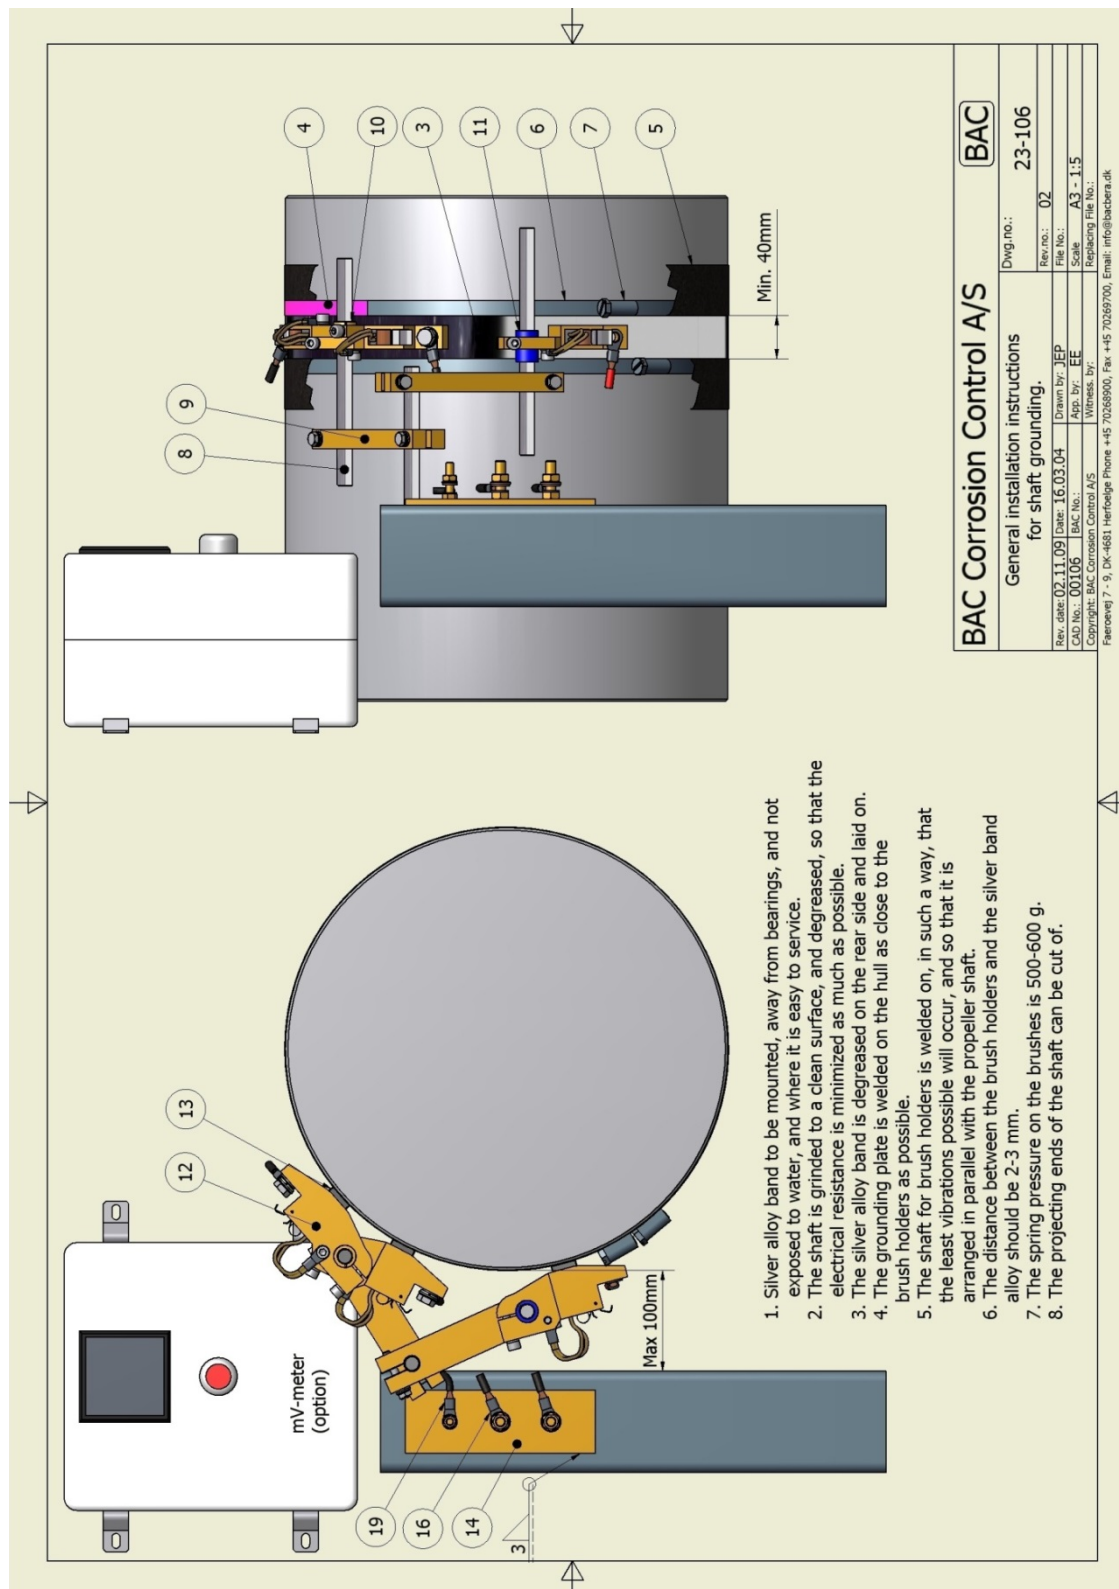 4
10
3
11
6
7
5
9
8
Min. 40mm
13
12
mV-meter
(option)
Max 100mm
19
16
14
3
1. Silver alloy band to be mounted, away from bearings, and not
exposed to water, and where it is easy to service.
2. The shaft is grinded to a clean surface, and degreased, so that the
electrical resistance is minimized as much as possible.
3. The silver alloy band is degreased on the rear side and laid on.
4. The grounding plate is welded on the hull as close to the
brush holders as possible.
5. The shaft for brush holders is welded on, in such a way, that
the least vibrations possible will occur, and so that it is
arranged in parallel with the propeller shaft.
6. The distance between the brush holders and the silver band
alloy should be 2-3 mm.
7. The spring pressure on the brushes is 500-600 g.
8. The projecting ends of the shaft can be cut of.
BAC Corrosion Control A/S
BAC
General installation instructions
for shaft grounding.
Dwg.no.:
23-106
Rev.no.: 02
Rev. date: 02.11.09 Date: 16.03.04 Drawn by: JEP File No.:
CAD No.: 00106 BAC No.: App. by: EE Scale A3 - 1:5
Copyright: BAC Corrosion Control A/S Witness. by: Replacing File No.:
Faeroevej 7 - 9, DK-4681 Herfoelge Phone +45 70268900, Fax +45 70269700, Email: info@bacbera.dk